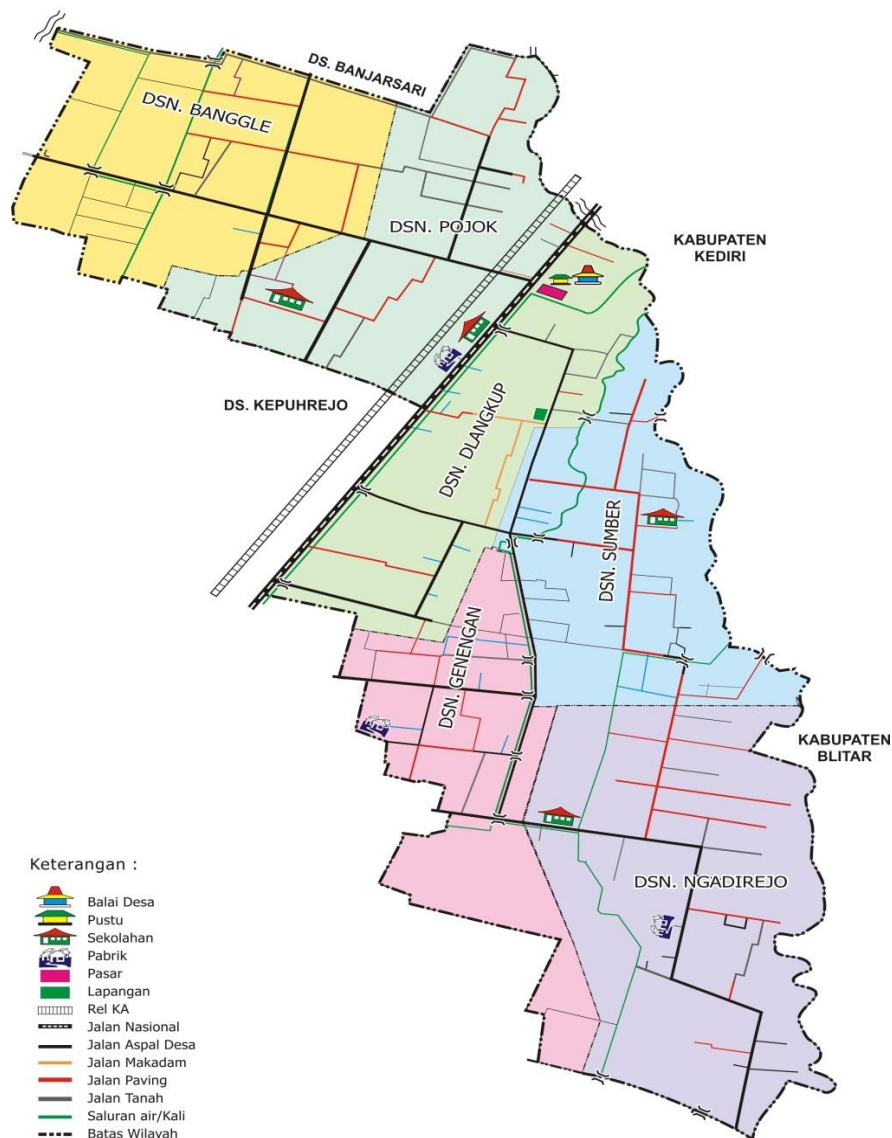 DS. BANJARSARI
DSN. BANGGLE
DSN. POJOK
KABUPATEN
KEDIRI
DS. KEPUHREJO
DSN. DLANGKUP
DSN. SUMBER
DSN. GENENGAN
KABUPATEN
BLITAR
DSN. NGADIREJO
Keterangan :
Balai Desa
Pustu
Sekolahan
Pabrik
Pasar
Lapangan
Rel KA
Jalan Nasional
Jalan Aspal Desa
Jalan Makadam
Jalan Paving
Jalan Tanah
Saluran air/Kali
Batas Wilayah